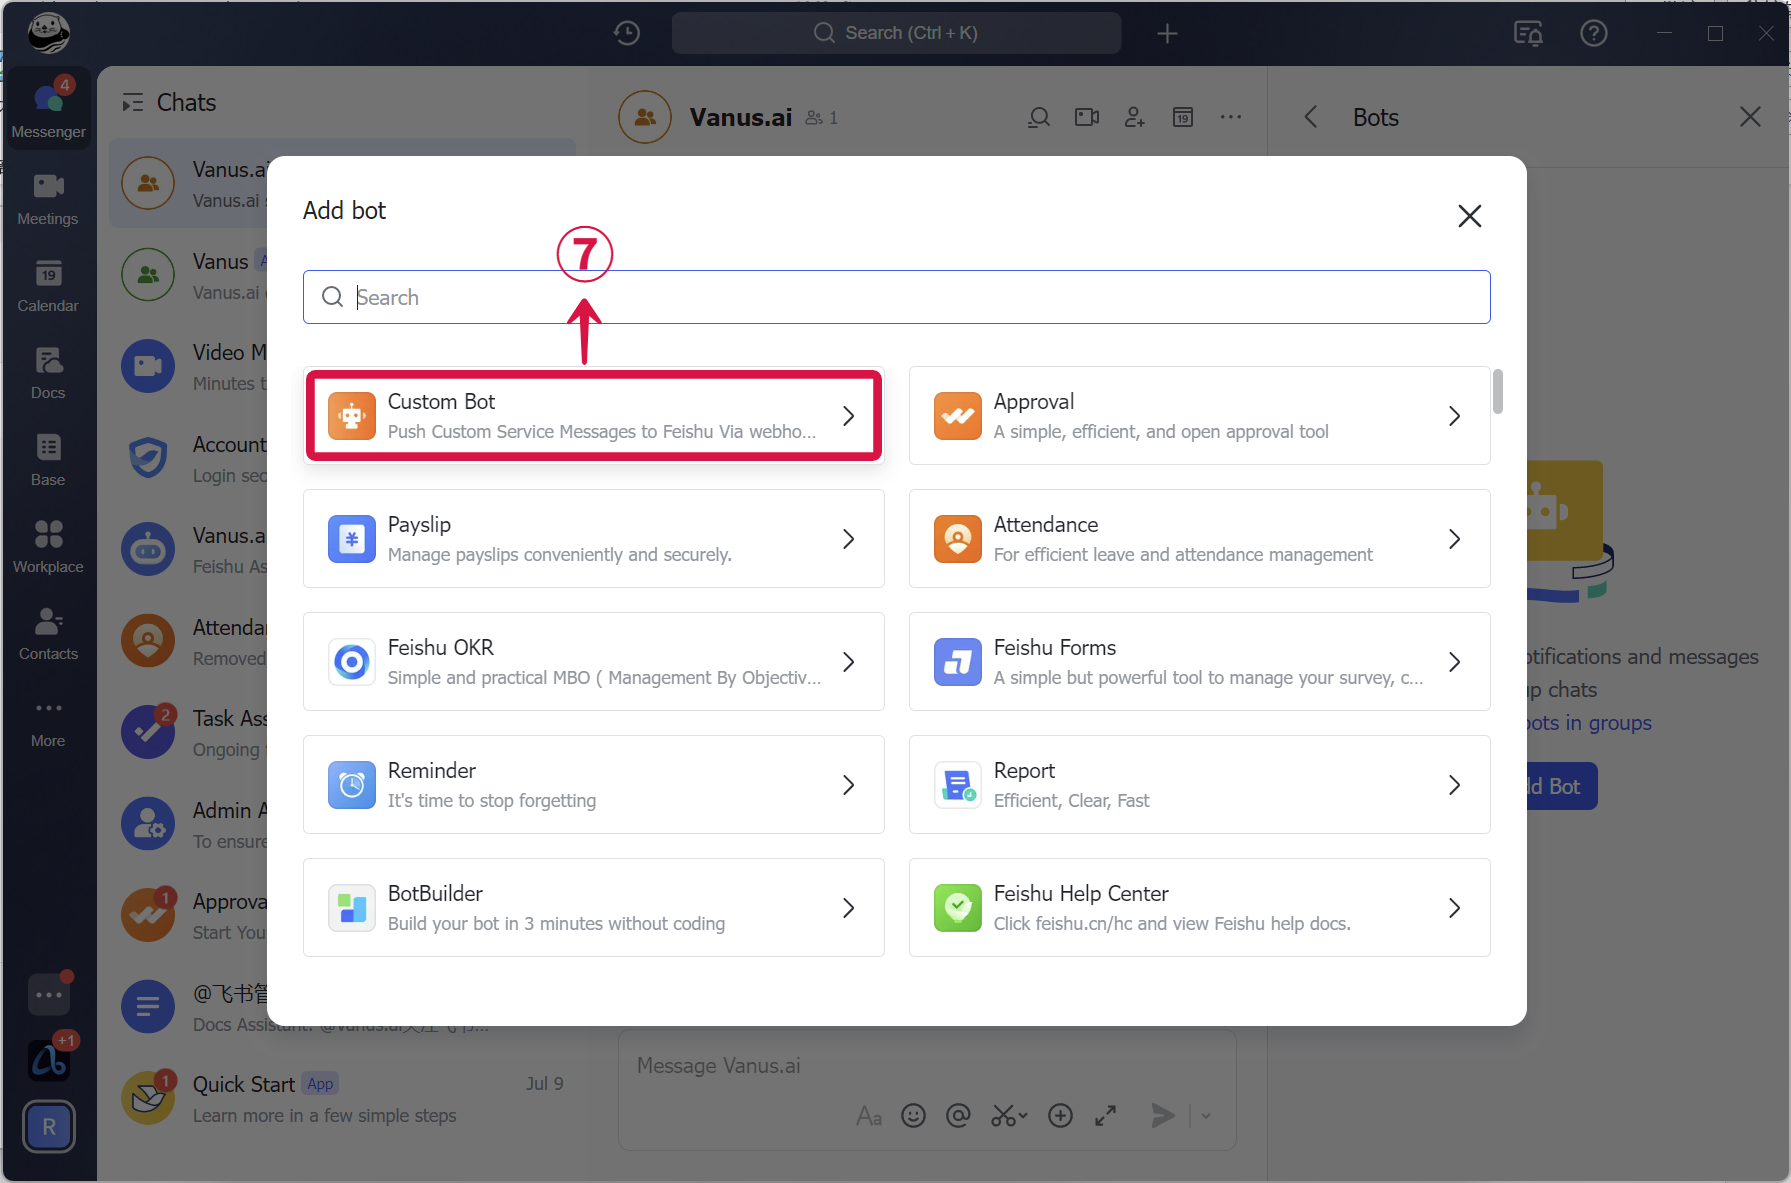 Search (Ctrl + K)
4
Messenger
Meetings
19
Calendar
Docs
Base
Workplace
Contacts
More
+1
R
Chats
Vanus.a
Vanus.ai
Vanus
Vanus.ai
Video M
Minutes t
Account
Login sec
Vanus.a
Feishu As
Attenda
Removed
2
Task Ass
Ongoing
Admin A
To ensure
1
Approva
Start You
@飞书管
Docs Assistant: @Vanus.ai
1
Quick Start App
Jul 9
Learn more in a few simple steps
Vanus.ai 1
19
Bots
Add bot
7
Search
Custom Bot
Push Custom Service Messages to Feishu Via webho...
Approval
A simple, efficient, and open approval tool
Payslip
Manage payslips conveniently and securely.
Attendance
For efficient leave and attendance management
Feishu OKR
Simple and practical MBO ( Management By Objectiv...
Feishu Forms
A simple but powerful tool to manage your survey, c...
Reminder
It's time to stop forgetting
Report
Efficient, Clear, Fast
BotBuilder
Build your bot in 3 minutes without coding
Feishu Help Center
Click feishu.cn/hc and view Feishu help docs.
otifications and messages
up chats
bots in groups
dd Bot
Message Vanus.ai
Aa